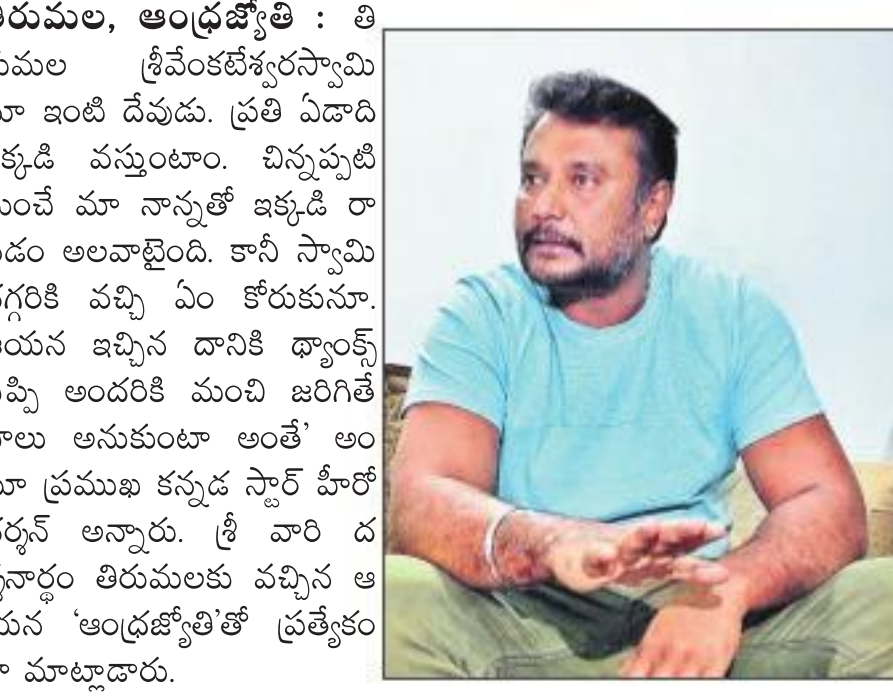 తిరుమల, ఆంధ్రజ్యోతి : తి
రుమల శ్రీవేంకటేశ్వరస్వామి
మా ఇంటి దేవుడు. ప్రతి ఏడాది
ఇక్కడి వస్తుంటాం. చిన్నప్పటి
నుంచే మా నాన్నతో ఇక్కడి రా
వడం అలవాటైంది. కానీ స్వామి
దగ్గరికి వచ్చి ఏం కోరుకునూ.
ఆయన ఇచ్చిన దానికి థ్యాంక్స్
చెప్పి అందరికి మంచి జరిగితే
చాలు అనుకుంటా అంతే’ అం
టూ ప్రముఖ కన్నడ స్టార్ హీరో
దర్శన్ అన్నారు. శ్రీ వారి ద
ర్శనార్థం తిరుమలకు వచ్చిన ఆ
యన ‘ఆంధ్రజ్యోతి’తో ప్రత్యేకం
గా మాట్లాడారు.